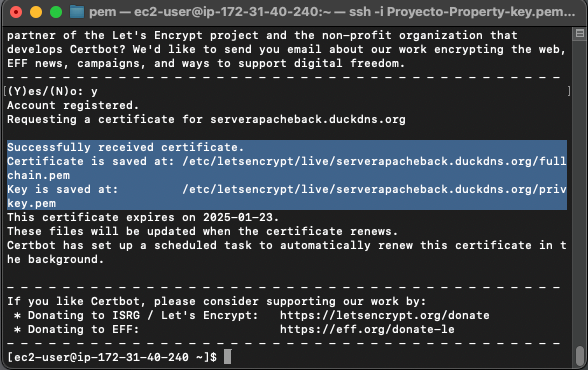 pem — ec2-user@ip-172-31-40-240:~ — ssh -i Proyecto-Property-key.pem...
partner of the Let's Encrypt project and the non-profit organization that
develops Certbot? We'd like to send you email about our work encrypting the web,
EFF news, campaigns, and ways to support digital freedom.
- - - - - - - - - - - - - - - - - - - - - - - - - - - - - - - - - - - - - - - -
[(Y)es/(N)o: y ]
Account registered.
Requesting a certificate for serverapacheback.duckdns.org
Successfully received certificate.
Certificate is saved at: /etc/letsencrypt/live/serverapacheback.duckdns.org/full
chain.pem
Key is saved at:         /etc/letsencrypt/live/serverapacheback.duckdns.org/priv
key.pem
This certificate expires on 2025-01-23.
These files will be updated when the certificate renews.
Certbot has set up a scheduled task to automatically renew this certificate in t
he background.
- - - - - - - - - - - - - - - - - - - - - - - - - - - - - - - - - - - - - - - -
If you like Certbot, please consider supporting our work by:
 * Donating to ISRG / Let's Encrypt:   https://letsencrypt.org/donate
 * Donating to EFF:                    https://eff.org/donate-le
- - - - - - - - - - - - - - - - - - - - - - - - - - - - - - - - - - - - - - - -
[ec2-user@ip-172-31-40-240 ~]$